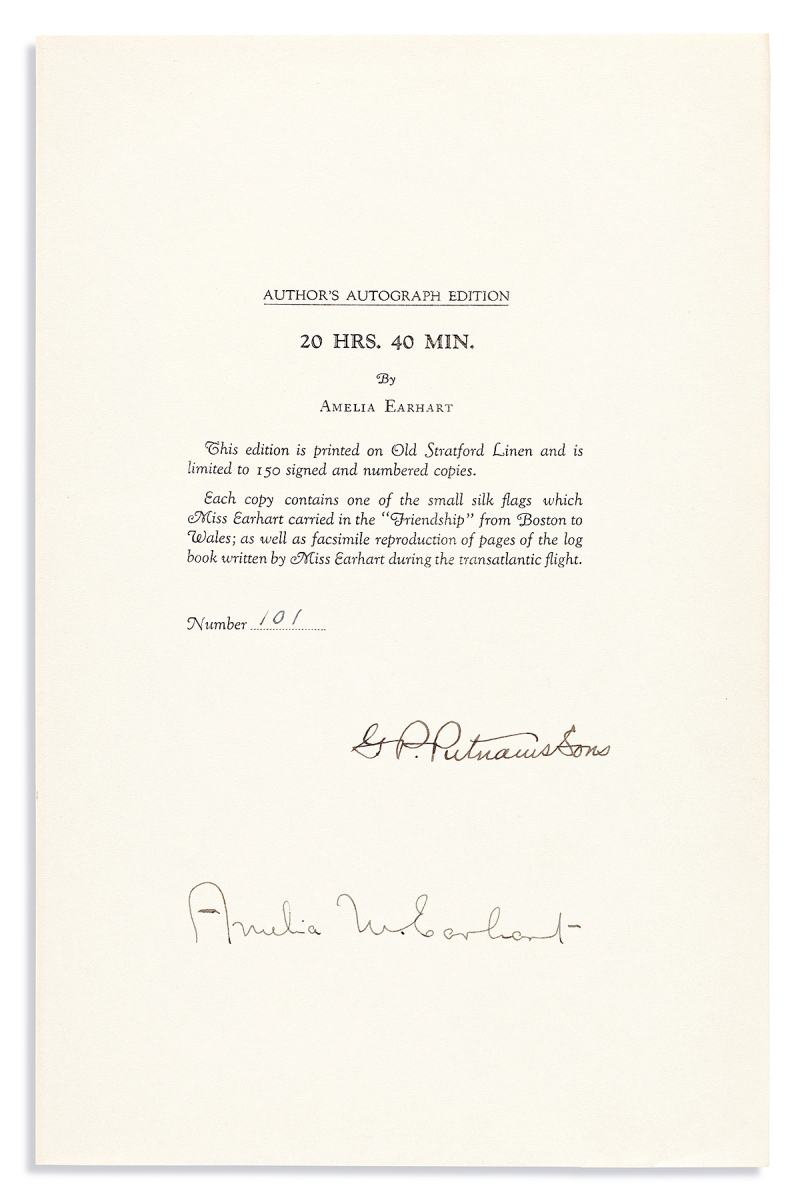 AUTHOR'S AUTOGRAPH EDITION
20 HRS. 40 MIN.
By
AMELIA EARHART
This edition is printed on Old Stratford Linen and is
limited to 150 signed and numbered copies.
Each copy contains one of the small silk flags which
Miss Earhart carried in the "Friendship" from Boston to
Wales; as well as facsimile reproduction of pages of the log
book written by Miss Earhart during the transatlantic flight.
Number 101
G. P. Putnams Sons
Amelia M. Earhart